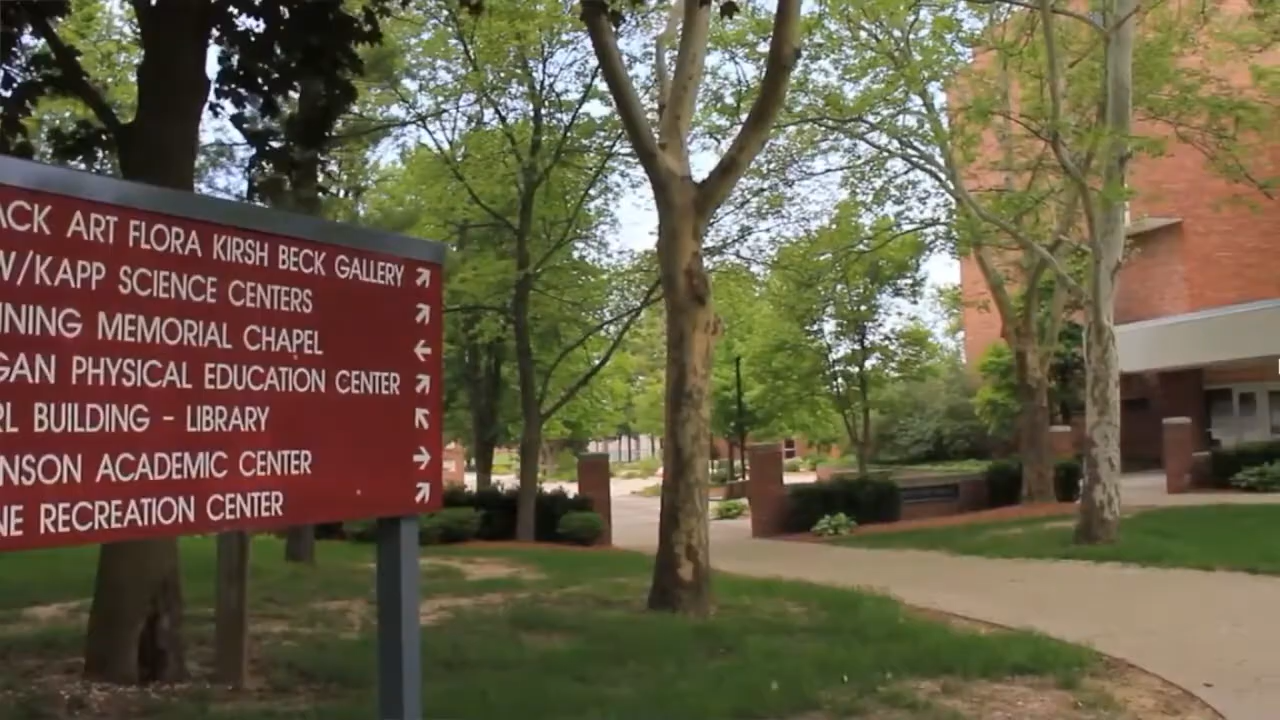 ACK ART FLORA KIRSH BECK GALLERY ↗
W/KAPP SCIENCE CENTERS ↗
NING MEMORIAL CHAPEL ←
GAN PHYSICAL EDUCATION CENTER ↗
RL BUILDING - LIBRARY ↖
NSON ACADEMIC CENTER →
NE RECREATION CENTER ↗